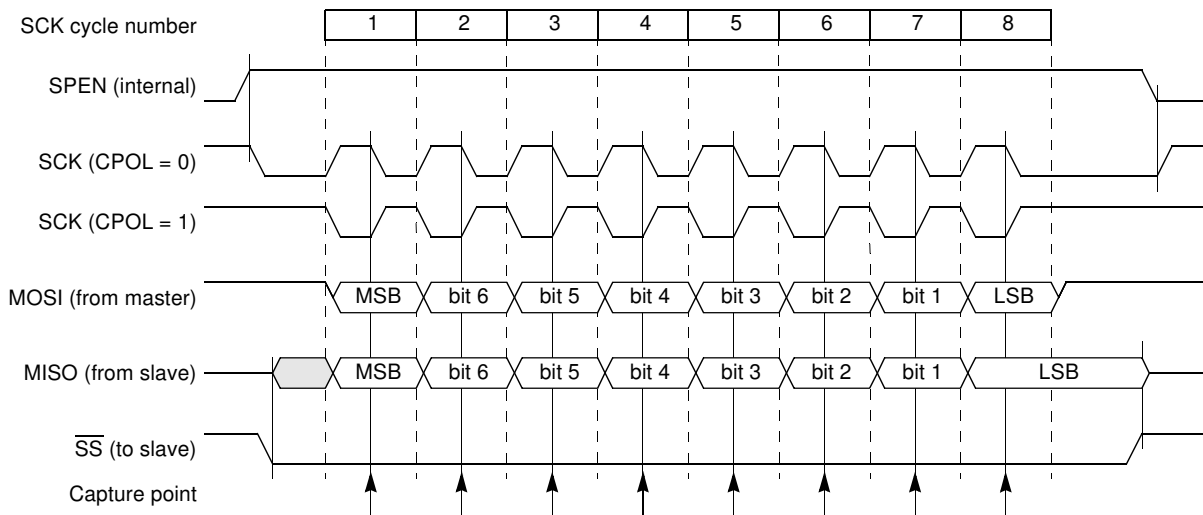 SCK cycle number 1 2 3 4 5 6 7 8
SPEN (internal)
SCK (CPOL = 0)
SCK (CPOL = 1)
MOSI (from master) MSB bit 6 bit 5 bit 4 bit 3 bit 2 bit 1 LSB
MISO (from slave) MSB bit 6 bit 5 bit 4 bit 3 bit 2 bit 1 LSB
S̅S̅ (to slave)
Capture point